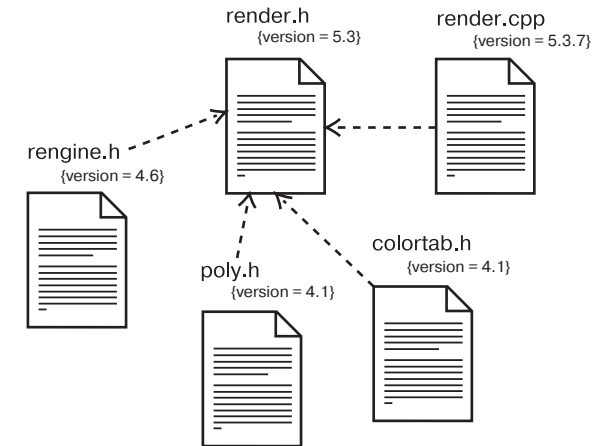 render.h
{version = 5.3}
render.cpp
{version = 5.3.7}
rengine.h
{version = 4.6}
poly.h
{version = 4.1}
colortab.h
{version = 4.1}